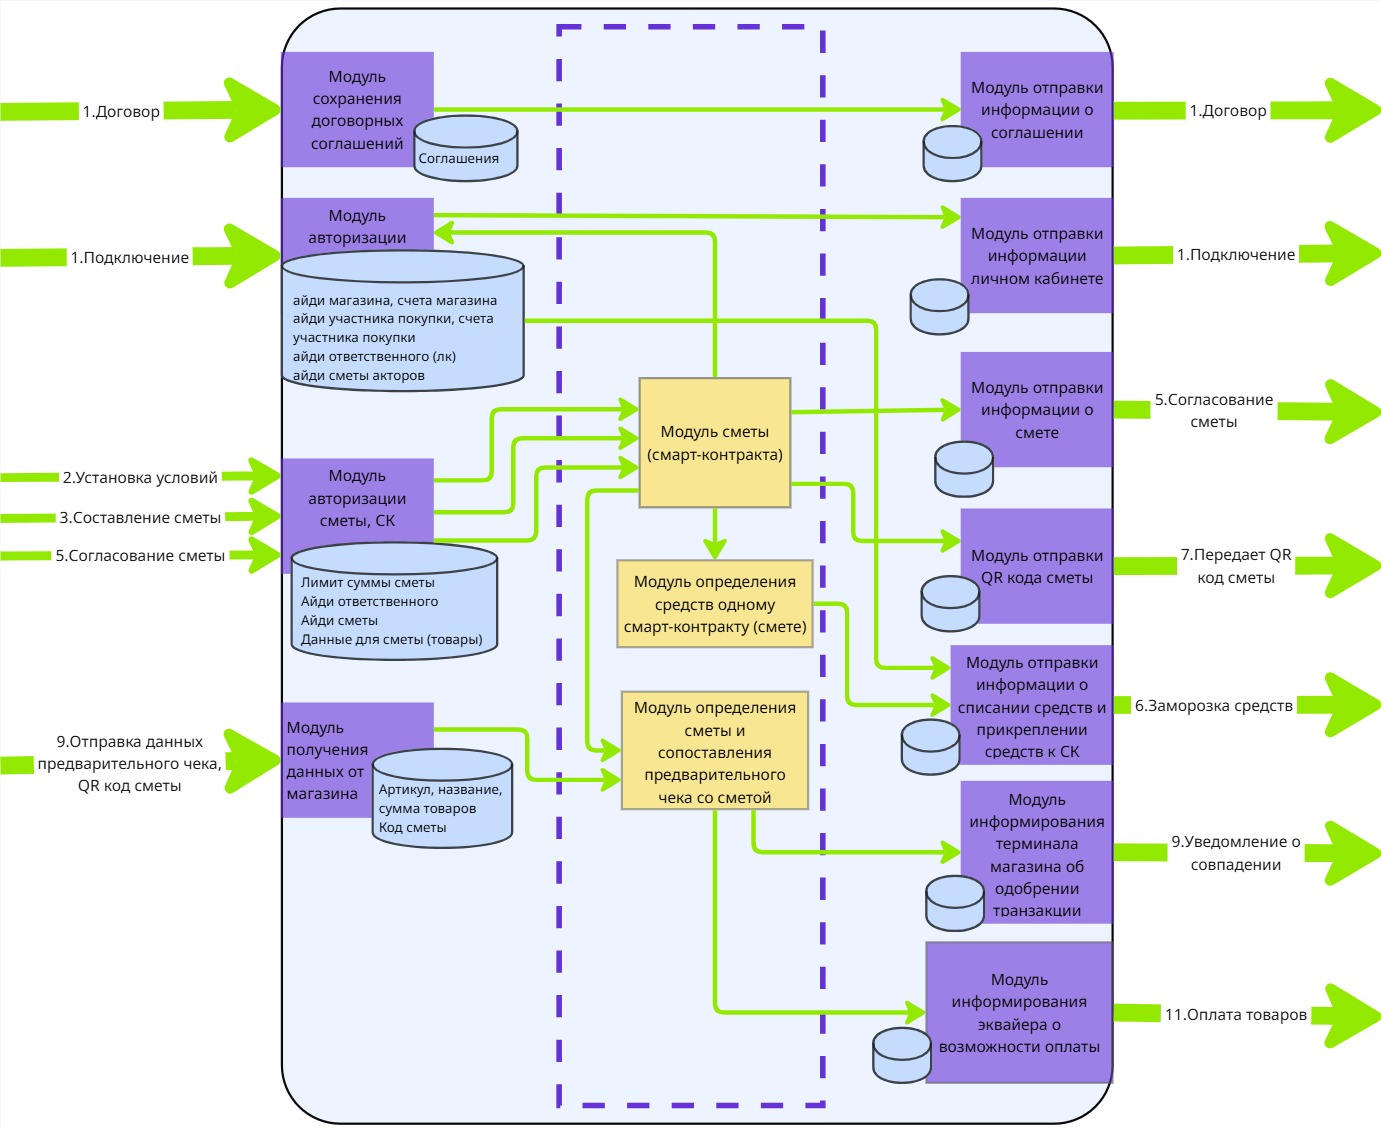 1.Договор
Модуль
сохранения
договорных
соглашений
Соглашения
Модуль отправки
информации о
соглашении
1.Договор
1.Подключение
Модуль
авторизации
айди магазина, счета магазина
айди участника покупки, счета
участника покупки
айди ответственного (лк)
айди сметы акторов
Модуль отправки
информации
личном кабинете
1.Подключение
Модуль сметы
(смарт-контракта)
Модуль отправки
информации о
смете
5.Согласование
сметы
2.Установка условий
3.Составление сметы
5.Согласование сметы
Модуль
авторизации
сметы, СК
Лимит суммы сметы
Айди ответственного
Айди сметы
Данные для сметы (товары)
Модуль определения
средств одному
смарт-контракту (смете)
Модуль отправки
QR кода сметы
7.Передает QR
код сметы
Модуль отправки
информации о
списании средств и
прикреплении
средств к СК
6.Заморозка средств
9.Отправка данных
предварительного чека,
QR код сметы
Модуль
получения
данных от
магазина
Артикул, название,
сумма товаров
Код сметы
Модуль определения
сметы и
сопоставления
предварительного
чека со сметой
Модуль
информирования
терминала
магазина об
одобрении
транзакции
9.Уведомление о
совпадении
Модуль
информирования
эквайера о
возможности оплаты
11.Оплата товаров